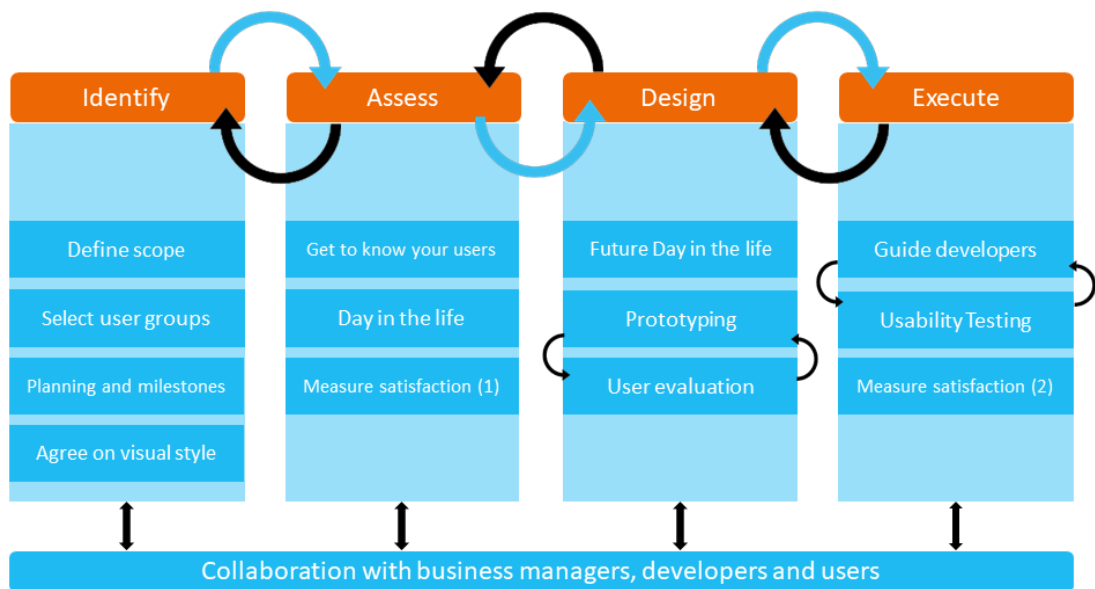 Identify
Assess
Design
Execute
Define scope
Select user groups
Planning and milestones
Agree on visual style
Get to know your users
Day in the life
Measure satisfaction (1)
Future Day in the life
Prototyping
User evaluation
Guide developers
Usability Testing
Measure satisfaction (2)
Collaboration with business managers, developers and users